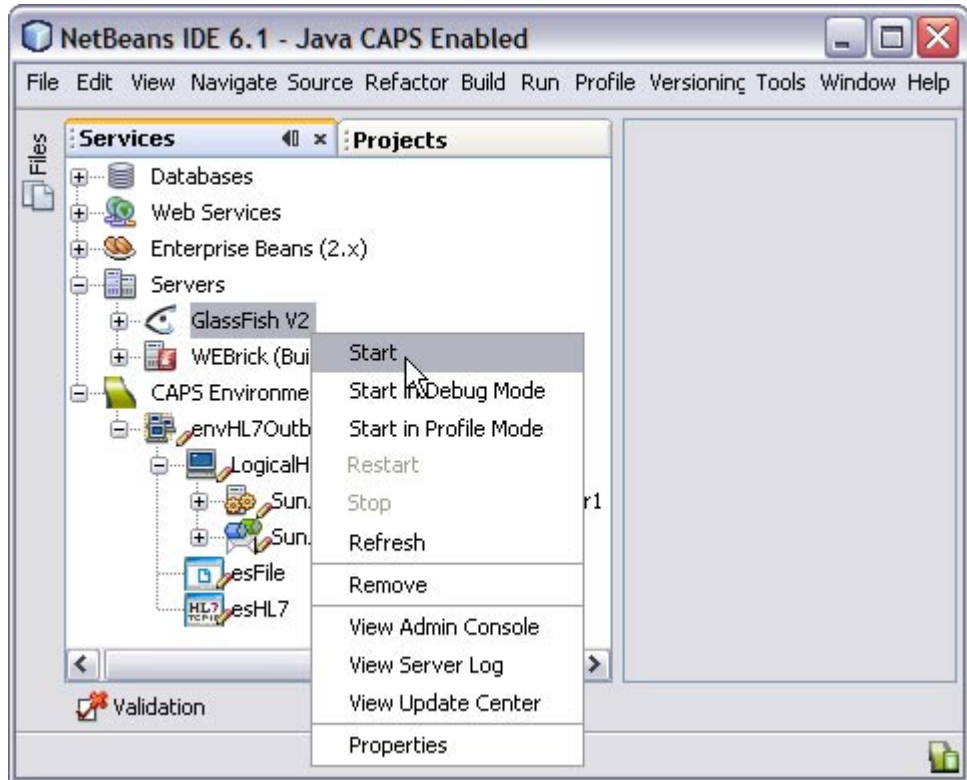 NetBeans IDE 6.1 - Java CAPS Enabled
File Edit View Navigate Source Refactor Build Run Profile Versioning Tools Window Help
Files
Services
Projects
Databases
Web Services
Enterprise Beans (2.x)
Servers
GlassFish V2
WEBrick (Bui
CAPS Environme
envHL7Outb
LogicalH
Sun.
r1
Sun.
esFile
HL7
esHL7
Start
Start in Debug Mode
Start in Profile Mode
Restart
Stop
Refresh
Remove
View Admin Console
View Server Log
View Update Center
Properties
Validation